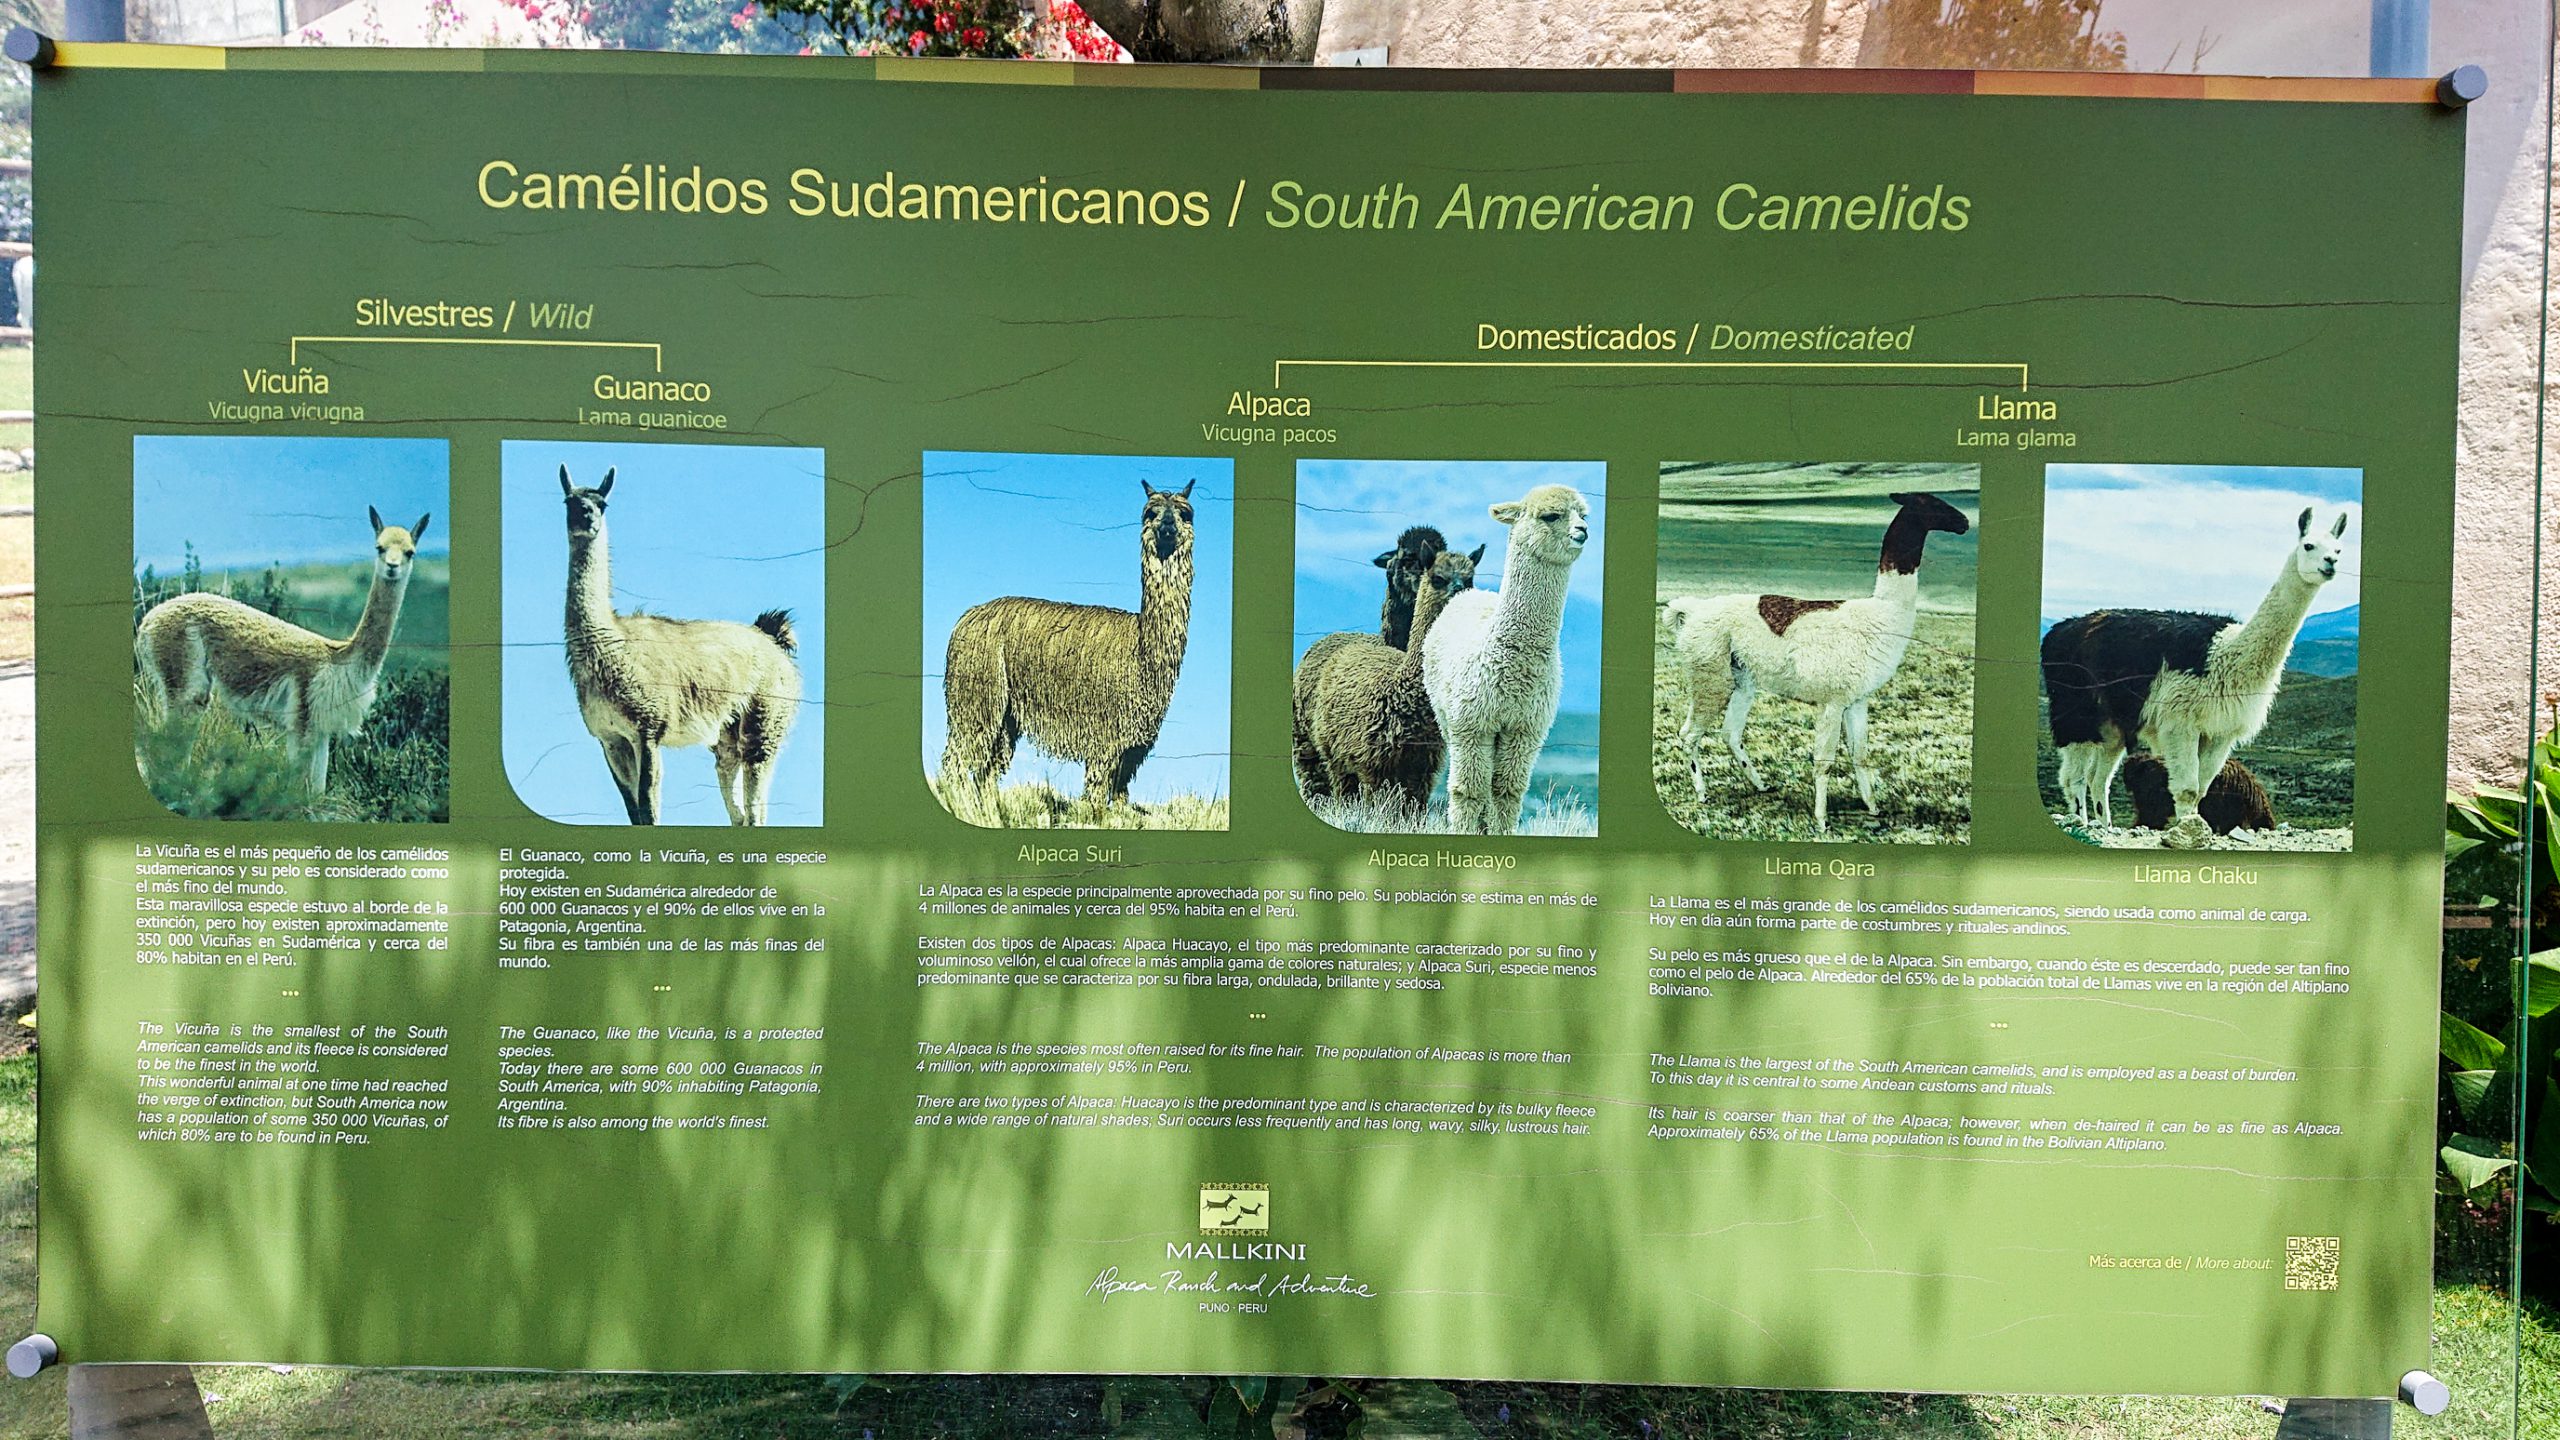 Camélidos Sudamericanos / South American Camelids
Silvestres / Wild
Vicuña
Vicugna vicugna
Guanaco
Lama guanicoe
Domesticados / Domesticated
Alpaca
Vicugna pacos
Llama
Lama glama
La Vicuña es el más pequeño de los camélidos
sudamericanos y su pelo es considerado como
el más fino del mundo.
Esta maravillosa especie estuvo al borde de la
extinción, pero hoy existen aproximadamente
350 000 Vicuñas en Sudamérica y cerca del
80% habitan en el Perú.
...
The Vicuña is the smallest of the South
American camelids and its fleece is considered
to be the finest in the world.
This wonderful animal at one time had reached
the verge of extinction, but South America now
has a population of some 350 000 Vicuñas, of
which 80% are to be found in Peru.
El Guanaco, como la Vicuña, es una especie
protegida.
Hoy existen en Sudamérica alrededor de
600 000 Guanacos y el 90% de ellos vive en la
Patagonia, Argentina.
Su fibra es también una de las más finas del
mundo.
...
The Guanaco, like the Vicuña, is a protected
species.
Today there are some 600 000 Guanacos in
South America, with 90% inhabiting Patagonia,
Argentina.
Its fibre is also among the world's finest.
Alpaca Suri
Alpaca Huacayo
La Alpaca es la especie principalmente aprovechada por su fino pelo. Su población se estima en más de
4 millones de animales y cerca del 95% habita en el Perú.
Existen dos tipos de Alpacas: Alpaca Huacayo, el tipo más predominante caracterizado por su fino y
voluminoso vellón, el cual ofrece la más amplia gama de colores naturales; y Alpaca Suri, especie menos
predominante que se caracteriza por su fibra larga, ondulada, brillante y sedosa.
...
The Alpaca is the species most often raised for its fine hair. The population of Alpacas is more than
4 million, with approximately 95% in Peru.
There are two types of Alpaca: Huacayo is the predominant type and is characterized by its bulky fleece
and a wide range of natural shades; Suri occurs less frequently and has long, wavy, silky, lustrous hair.
Llama Qara
Llama Chaku
La Llama es el más grande de los camélidos sudamericanos, siendo usada como animal de carga.
Hoy en día aún forma parte de costumbres y rituales andinos.
Su pelo es más grueso que el de la Alpaca. Sin embargo, cuando éste es descerdado, puede ser tan fino
como el pelo de Alpaca. Alrededor del 65% de la población total de Llamas vive en la región del Altiplano
Boliviano.
...
The Llama is the largest of the South American camelids, and is employed as a beast of burden.
To this day it is central to some Andean customs and rituals.
Its hair is coarser than that of the Alpaca; however, when de-haired it can be as fine as Alpaca.
Approximately 65% of the Llama population is found in the Bolivian Altiplano.
MALLKINI
Alpaca Ranch and Adventure
PUNO - PERU
Más acerca de / More about: